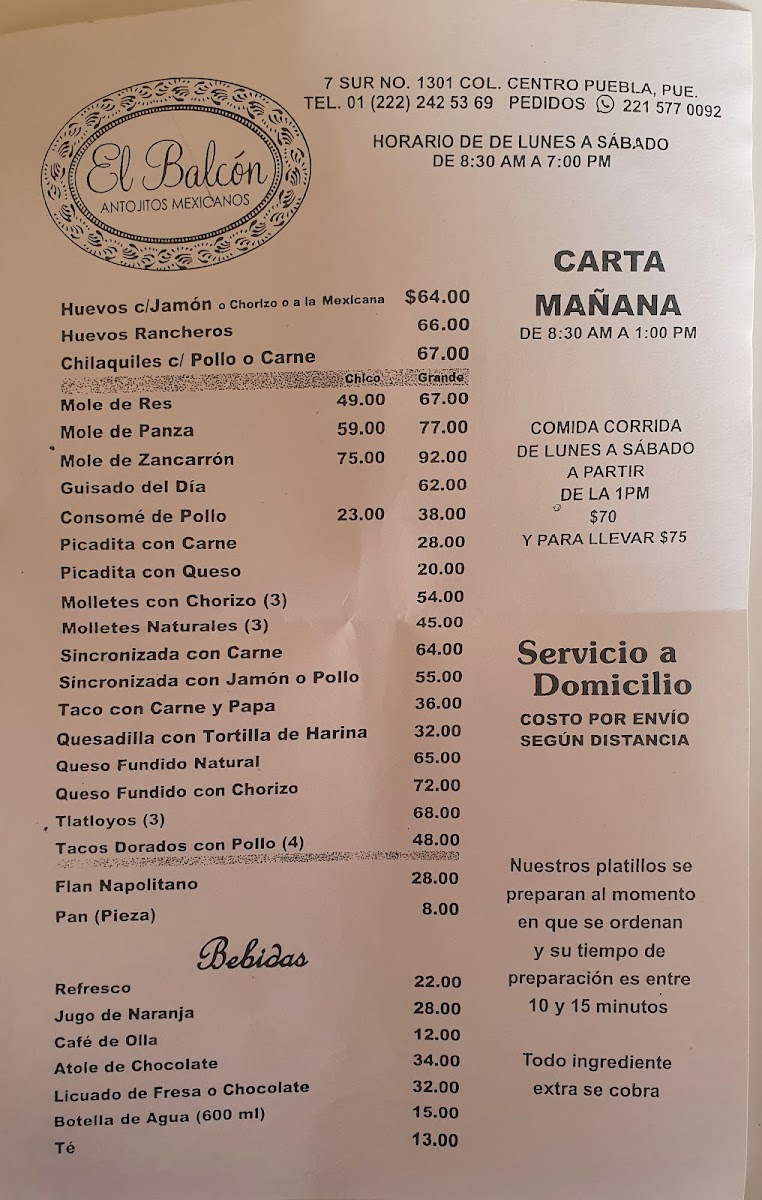 El Balcón
ANTOJITOS MEXICANOS
7 SUR NO. 1301 COL. CENTRO PUEBLA, PUE.
TEL. 01 (222) 242 53 69 PEDIDOS 221 577 0092
HORARIO DE DE LUNES A SÁBADO
DE 8:30 AM A 7:00 PM
CARTA
MAÑANA
DE 8:30 AM A 1:00 PM
Huevos c/Jamón o Chorizo o a la Mexicana $64.00
Huevos Rancheros 66.00
Chilaquiles c/ Pollo o Carne 67.00
Chico Grande
Mole de Res 49.00 67.00
Mole de Panza 59.00 77.00
Mole de Zancarrón 75.00 92.00
Guisado del Día 62.00
Consomé de Pollo 23.00 38.00
Picadita con Carne 28.00
Picadita con Queso 20.00
Molletes con Chorizo (3) 54.00
Molletes Naturales (3) 45.00
Sincronizada con Carne 64.00
Sincronizada con Jamón o Pollo 55.00
Taco con Carne y Papa 36.00
Quesadilla con Tortilla de Harina 32.00
Queso Fundido Natural 65.00
Queso Fundido con Chorizo 72.00
Tlatloyos (3) 68.00
Tacos Dorados con Pollo (4) 48.00
Flan Napolitano 28.00
Pan (Pieza) 8.00
Bebidas
Refresco 22.00
Jugo de Naranja 28.00
Café de Olla 12.00
Atole de Chocolate 34.00
Licuado de Fresa o Chocolate 32.00
Botella de Agua (600 ml) 15.00
Té 13.00
COMIDA CORRIDA
DE LUNES A SÁBADO
A PARTIR
DE LA 1PM
$70
Y PARA LLEVAR $75
Servicio a
Domicilio
COSTO POR ENVÍO
SEGÚN DISTANCIA
Nuestros platillos se
preparan al momento
en que se ordenan
y su tiempo de
preparación es entre
10 y 15 minutos
Todo ingrediente
extra se cobra